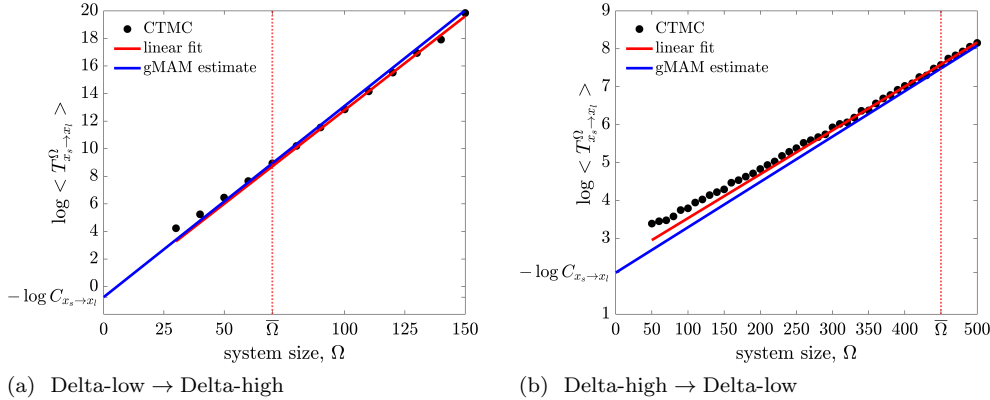 20
18
16
14
12
10
8
6
4
2
0
− log C_{x_s→x_l}
log < T^Ω_{x_s→x_l} >
CTMC
linear fit
gMAM estimate
0 50 Ω̅ 100 125 150
system size, Ω
(a) Delta-low → Delta-high
9
8
7
6
5
4
3
− log C_{x_s→x_l}
1
log < T^Ω_{x_s→x_l} >
CTMC
linear fit
gMAM estimate
0 50 100 150 200 250 300 350 400 Ω̅ 500
system size, Ω
(b) Delta-high → Delta-low